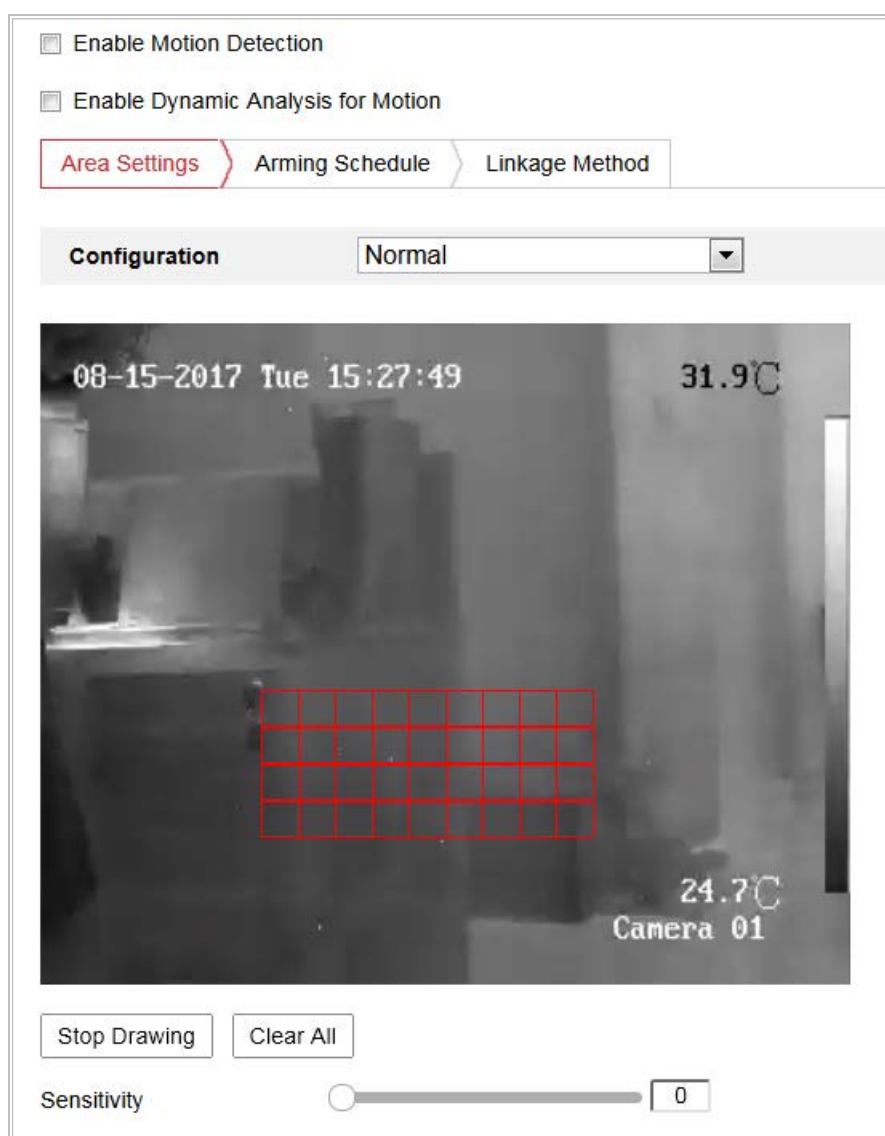 Enable Motion Detection
Enable Dynamic Analysis for Motion
Area Settings Arming Schedule Linkage Method
Configuration Normal
08-15-2017 Tue 15:27:49 31.9℃
24.7℃
Camera 01
Stop Drawing Clear All
Sensitivity 0